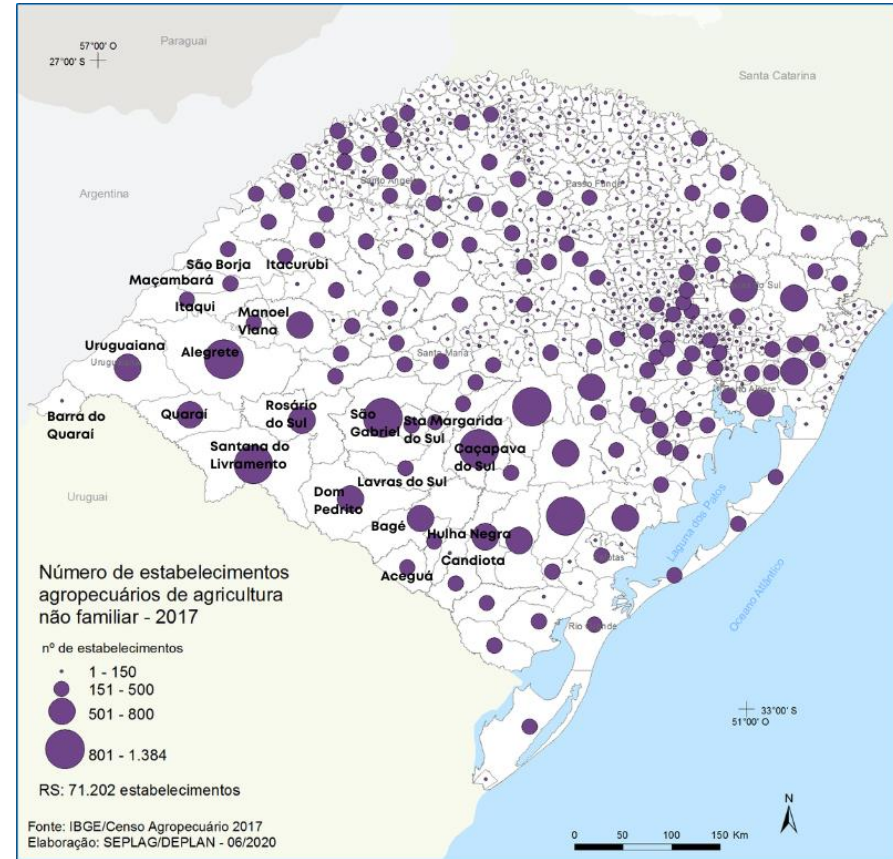 Paraguai
57°00' O
27°00' S
Santa Catarina
Argentina
Santo Ângelo
Passo Fundo
São Borja
Itacurubi
Maçambará
Itaqui
Manoel
Viana
Uruguaiana
Alegrete
Santa Maria
Barra do
Quaraí
Quaraí
Rosário
do Sul
São
Gabriel
Sta Margarida
do Sul
Caçapava
do Sul
Santana do
Livramento
Lavras do Sul
Uruguai
Dom
Pedrito
Bagé
Hulha Negra
Candiota
Aceguá
Laguna dos Patos
Oceano Atlântico
Rio Grande
33°00' S
51°00' O
Número de estabelecimentos
agropecuários de agricultura
não familiar - 2017
nº de estabelecimentos
1 - 150
151 - 500
501 - 800
801 - 1.384
RS: 71.202 estabelecimentos
Fonte: IBGE/Censo Agropecuário 2017
Elaboração: SEPLAG/DEPLAN - 06/2020
N
0 50 100 150 Km